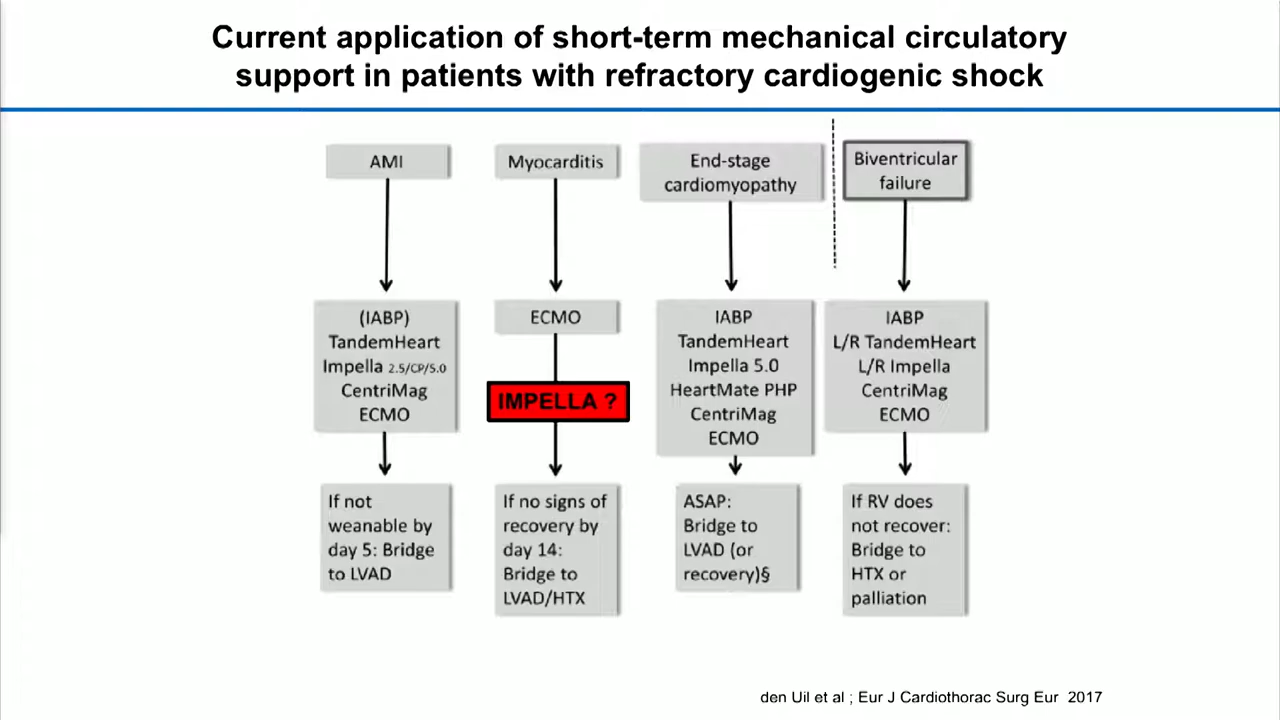 Current application of short-term mechanical circulatory
support in patients with refractory cardiogenic shock
AMI
(IABP)
TandemHeart
Impella 2.5/CP/5.0
CentriMag
ECMO
If not
weanable by
day 5: Bridge
to LVAD
Myocarditis
ECMO
IMPELLA ?
If no signs of
recovery by
day 14:
Bridge to
LVAD/HTX
End-stage
cardiomyopathy
IABP
TandemHeart
Impella 5.0
HeartMate PHP
CentriMag
ECMO
ASAP:
Bridge to
LVAD (or
recovery)§
Biventricular
failure
IABP
L/R TandemHeart
L/R Impella
CentriMag
ECMO
If RV does
not recover:
Bridge to
HTX or
palliation
den Uil et al ; Eur J Cardiothorac Surg Eur 2017